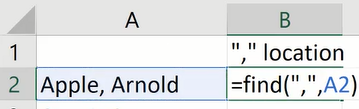 A B
1 "," location
2 Apple, Arnold =find(",",A2)